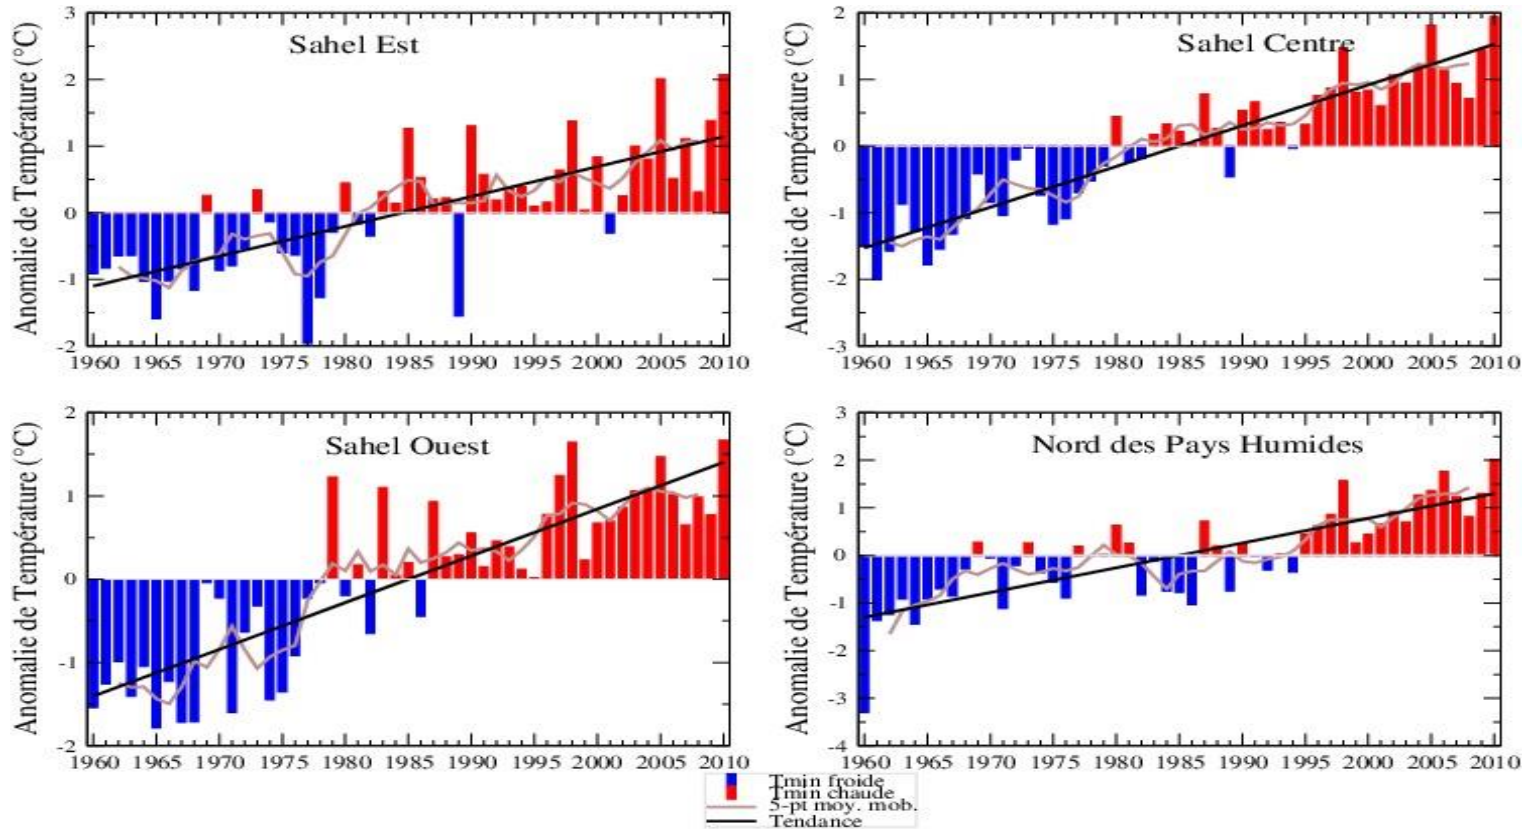 Sahel Est
Anomalie de Température (°C)
3
2
1
0
-1
-2
1960 1965 1970 1975 1980 1985 1990 1995 2000 2005 2010
Sahel Centre
Anomalie de Température (°C)
2
1
0
-1
-2
-3
1960 1965 1970 1975 1980 1985 1990 1995 2000 2005 2010
Sahel Ouest
Anomalie de Température (°C)
2
1
0
-1
-2
1960 1965 1970 1975 1980 1985 1990 1995 2000 2005 2010
Nord des Pays Humides
Anomalie de Température (°C)
3
2
1
0
-1
-2
-3
-4
1960 1965 1970 1975 1980 1985 1990 1995 2000 2005 2010
Tmin froide
Tmin chaude
5-pt moy. mob.
Tendance